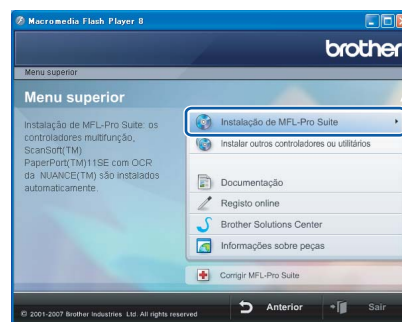 Macromedia Flash Player 8
brother
Menu superior
Menu superior
Instalação de MFL-Pro Suite: os
controladores multifunção,
ScanSoft(TM)
PaperPort(TM)11SE com OCR
da NUANCE(TM) são instalados
automaticamente.
Instalação de MFL-Pro Suite
Instalar outros controladores ou utilitários
Documentação
Registo online
Brother Solutions Center
Informações sobre peças
Corrigir MFL-Pro Suite
© 2001-2007 Brother Industries Ltd. All rights reserved
Anterior
Sair